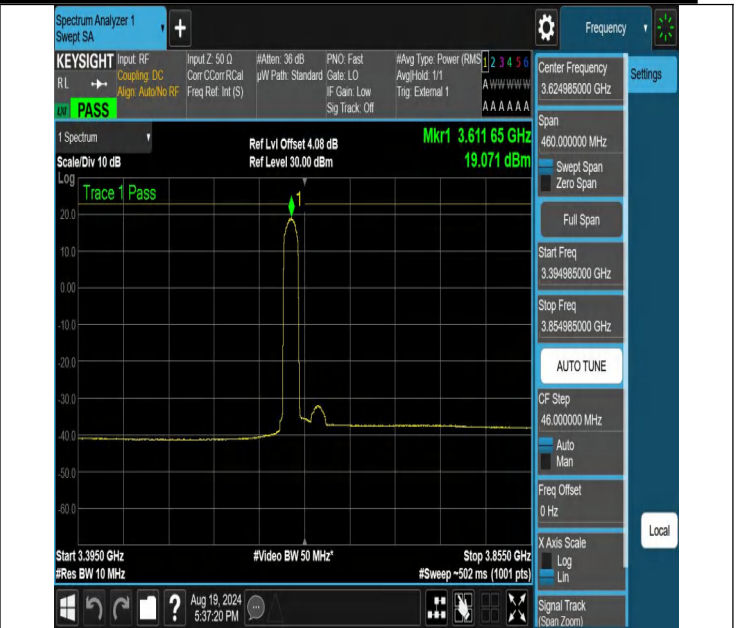 Spectrum Analyzer 1
Swept SA
+
Frequency
KEYSIGHT
RL
PASS
Input: RF
Coupling: DC
Align: Auto/No RF
Input Z: 50 Ω
Corr CCorr RCal
Freq Ref: Int (S)
#Atten: 36 dB
µW Path: Standard
PNO: Fast
Gate: LO
IF Gain: Low
Sig Track: Off
#Avg Type: Power (RMS
Avg|Hold: 1/1
Trig: External 1
1 2 3 4 5 6
A W W W W W
A A A A A A
1 Spectrum
Scale/Div 10 dB
Log
Ref Lvl Offset 4.08 dB
Ref Level 30.00 dBm
Mkr1 3.611 65 GHz
19.071 dBm
Trace 1 Pass
1
20.0
10.0
0.00
-10.0
-20.0
-30.0
-40.0
-50.0
-60.0
Start 3.3950 GHz
#Res BW 10 MHz
#Video BW 50 MHz*
Stop 3.8550 GHz
#Sweep ~502 ms (1001 pts)
Aug 19, 2024
5:37:20 PM
?
Center Frequency
3.624985000 GHz
Settings
Span
460.000000 MHz
Swept Span
Zero Span
Full Span
Start Freq
3.394985000 GHz
Stop Freq
3.854985000 GHz
AUTO TUNE
CF Step
46.000000 MHz
Auto
Man
Freq Offset
0 Hz
Local
X Axis Scale
Log
Lin
Signal Track
(Span Zoom)